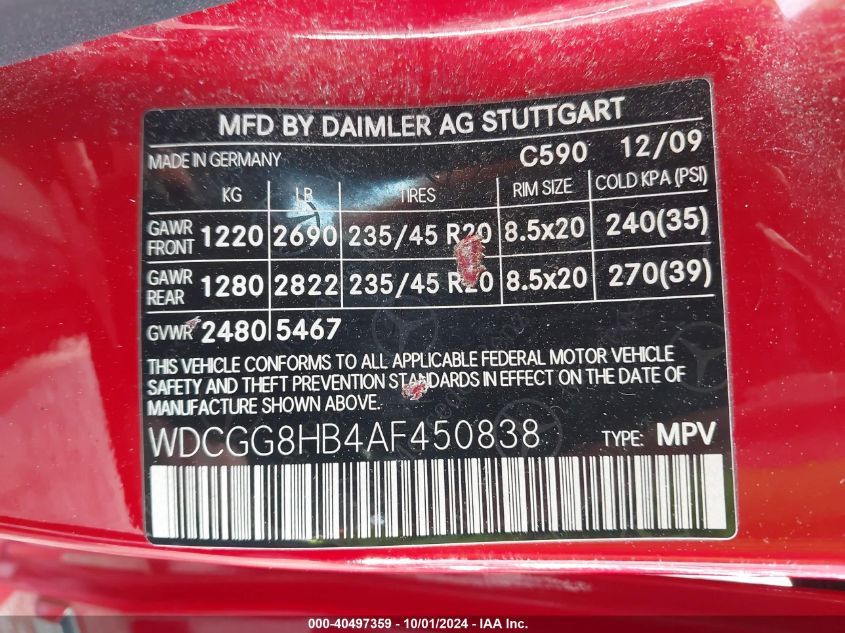 MFD BY DAIMLER AG STUTTGART
MADE IN GERMANY C590 12/09
KG LB TIRES RIM SIZE COLD KPA (PSI)
GAWR FRONT 1220 2690 235/45 R20 8.5x20 240(35)
GAWR REAR 1280 2822 235/45 R20 8.5x20 270(39)
GVWR 2480 5467
THIS VEHICLE CONFORMS TO ALL APPLICABLE FEDERAL MOTOR VEHICLE
SAFETY AND THEFT PREVENTION STANDARDS IN EFFECT ON THE DATE OF
MANUFACTURE SHOWN ABOVE.
WDCGG8HB4AF450838 TYPE: MPV
000-40497359 - 10/01/2024 - IAA Inc.